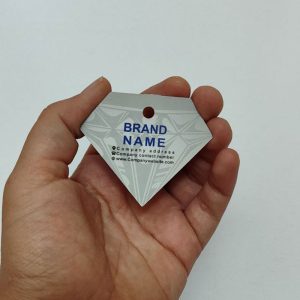 BRAND
NAME
Company address
Company contact number
www.Companywebsite.com